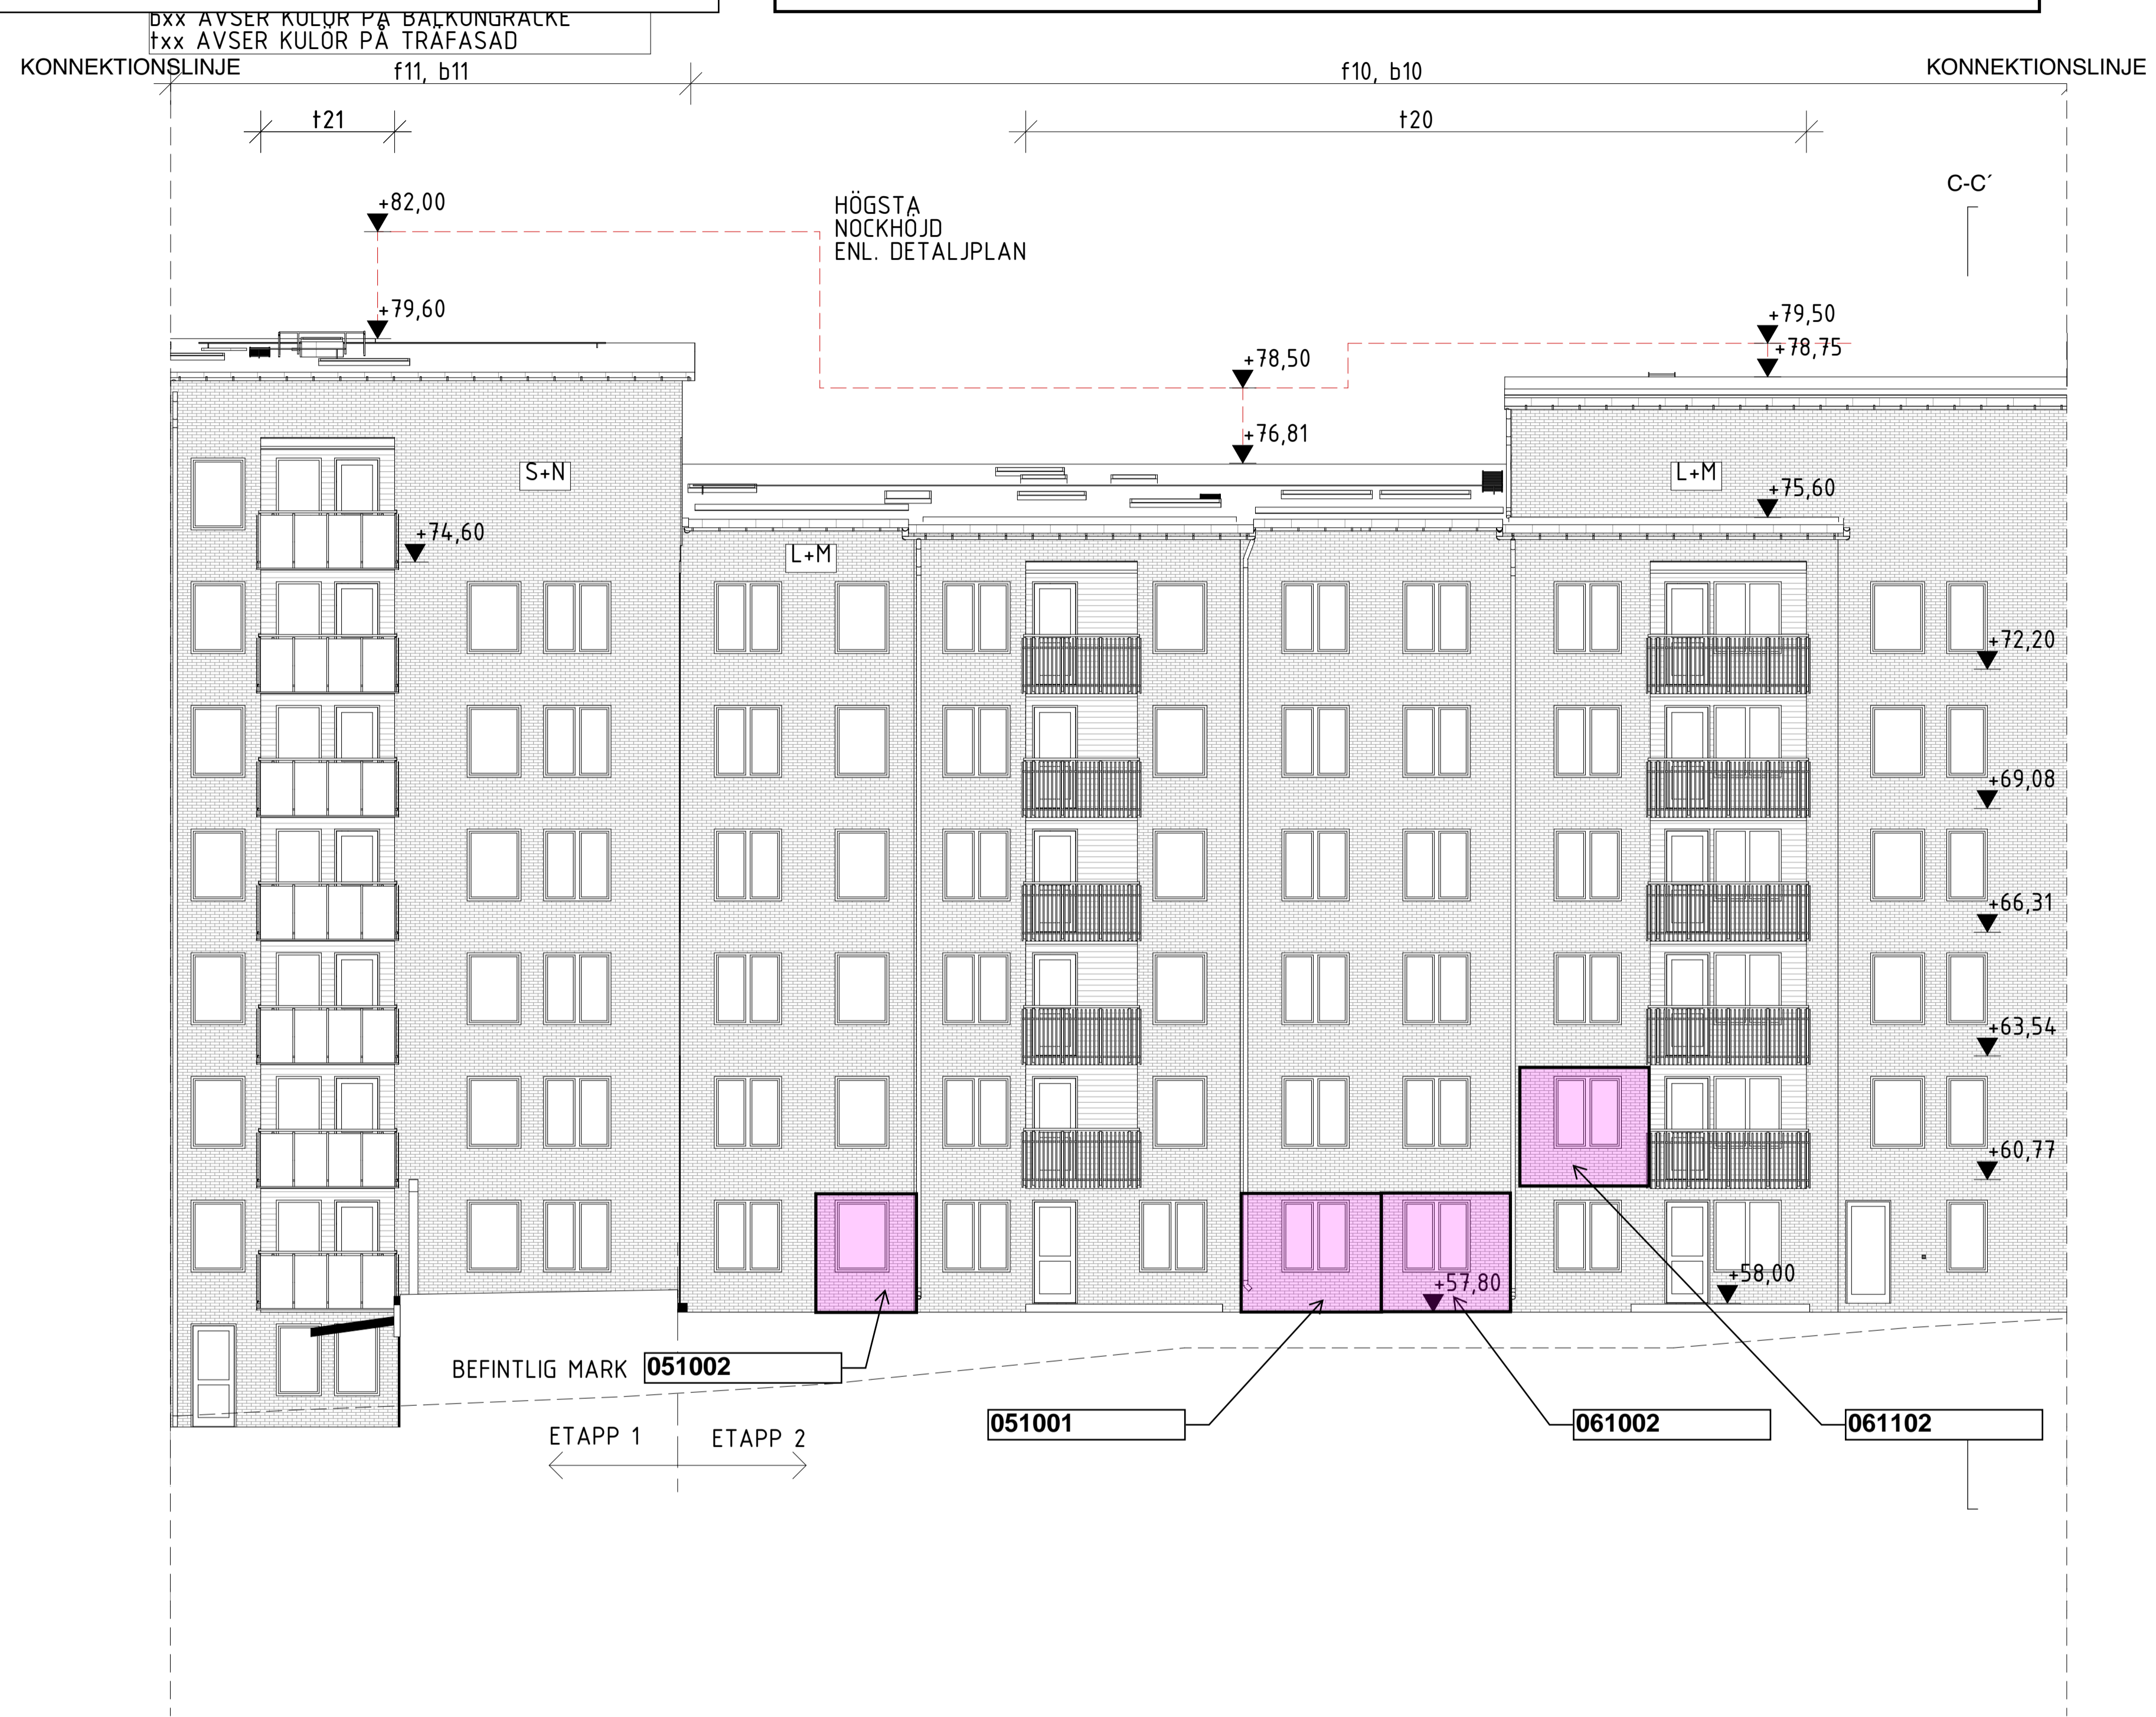 bxx AVSER KULÖR PÅ BALKONGRÄCKE
txx AVSER KULÖR PÅ TRÄFASAD
KONNEKTIONSLINJE
f11, b11
f10, b10
KONNEKTIONSLINJE
t21
t20
C-C´
+82,00
HÖGSTA
NOCKHÖJD
ENL. DETALJPLAN
+79,60
+79,50
+78,75
+78,50
+76,81
S+N
L+M
+75,60
+74,60
L+M
+72,20
+69,08
+66,31
+63,54
+60,77
+57,80
+58,00
BEFINTLIG MARK
051002
051001
061002
061102
ETAPP 1
ETAPP 2